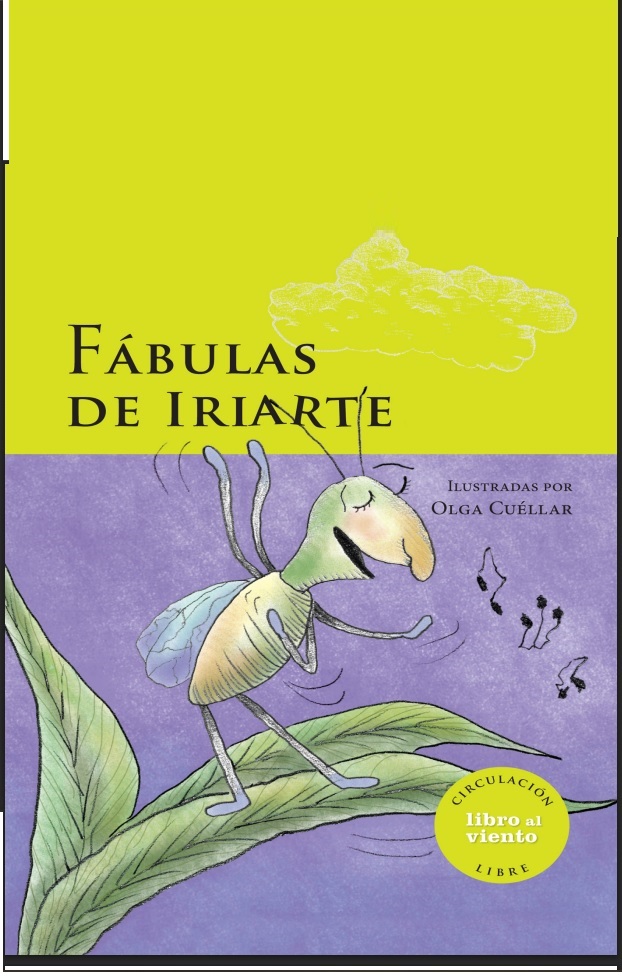 FÁBULAS
DE IRIARTE
ILUSTRADAS POR
OLGA CUÉLLAR
CIRCULACIÓN
libro al
viento
LIBRE